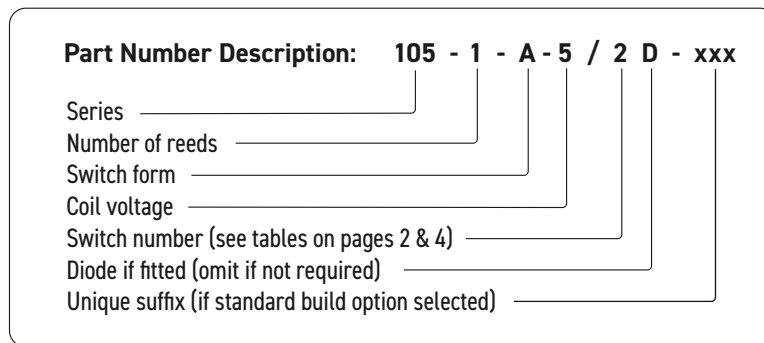 Part Number Description: 105 - 1 - A - 5 / 2 D - xxx
Series
Number of reeds
Switch form
Coil voltage
Switch number (see tables on pages 2 & 4)
Diode if fitted (omit if not required)
Unique suffix (if standard build option selected)